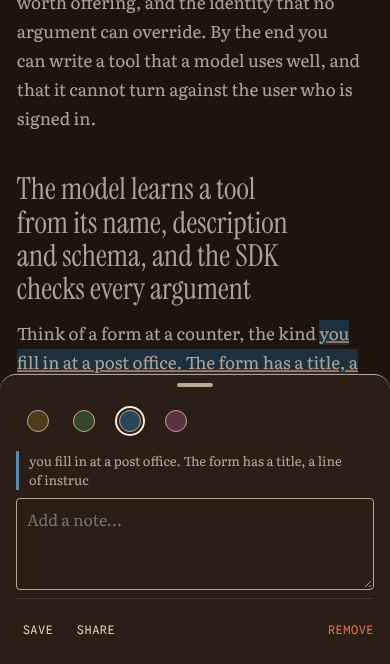 worth offering, and the identity that no
argument can override. By the end you
can write a tool that a model uses well, and
that it cannot turn against the user who is
signed in.
The model learns a tool
from its name, description
and schema, and the SDK
checks every argument
Think of a form at a counter, the kind you
fill in at a post office. The form has a title, a
you fill in at a post office. The form has a title, a line
of instruc
Add a note...
SAVE SHARE REMOVE